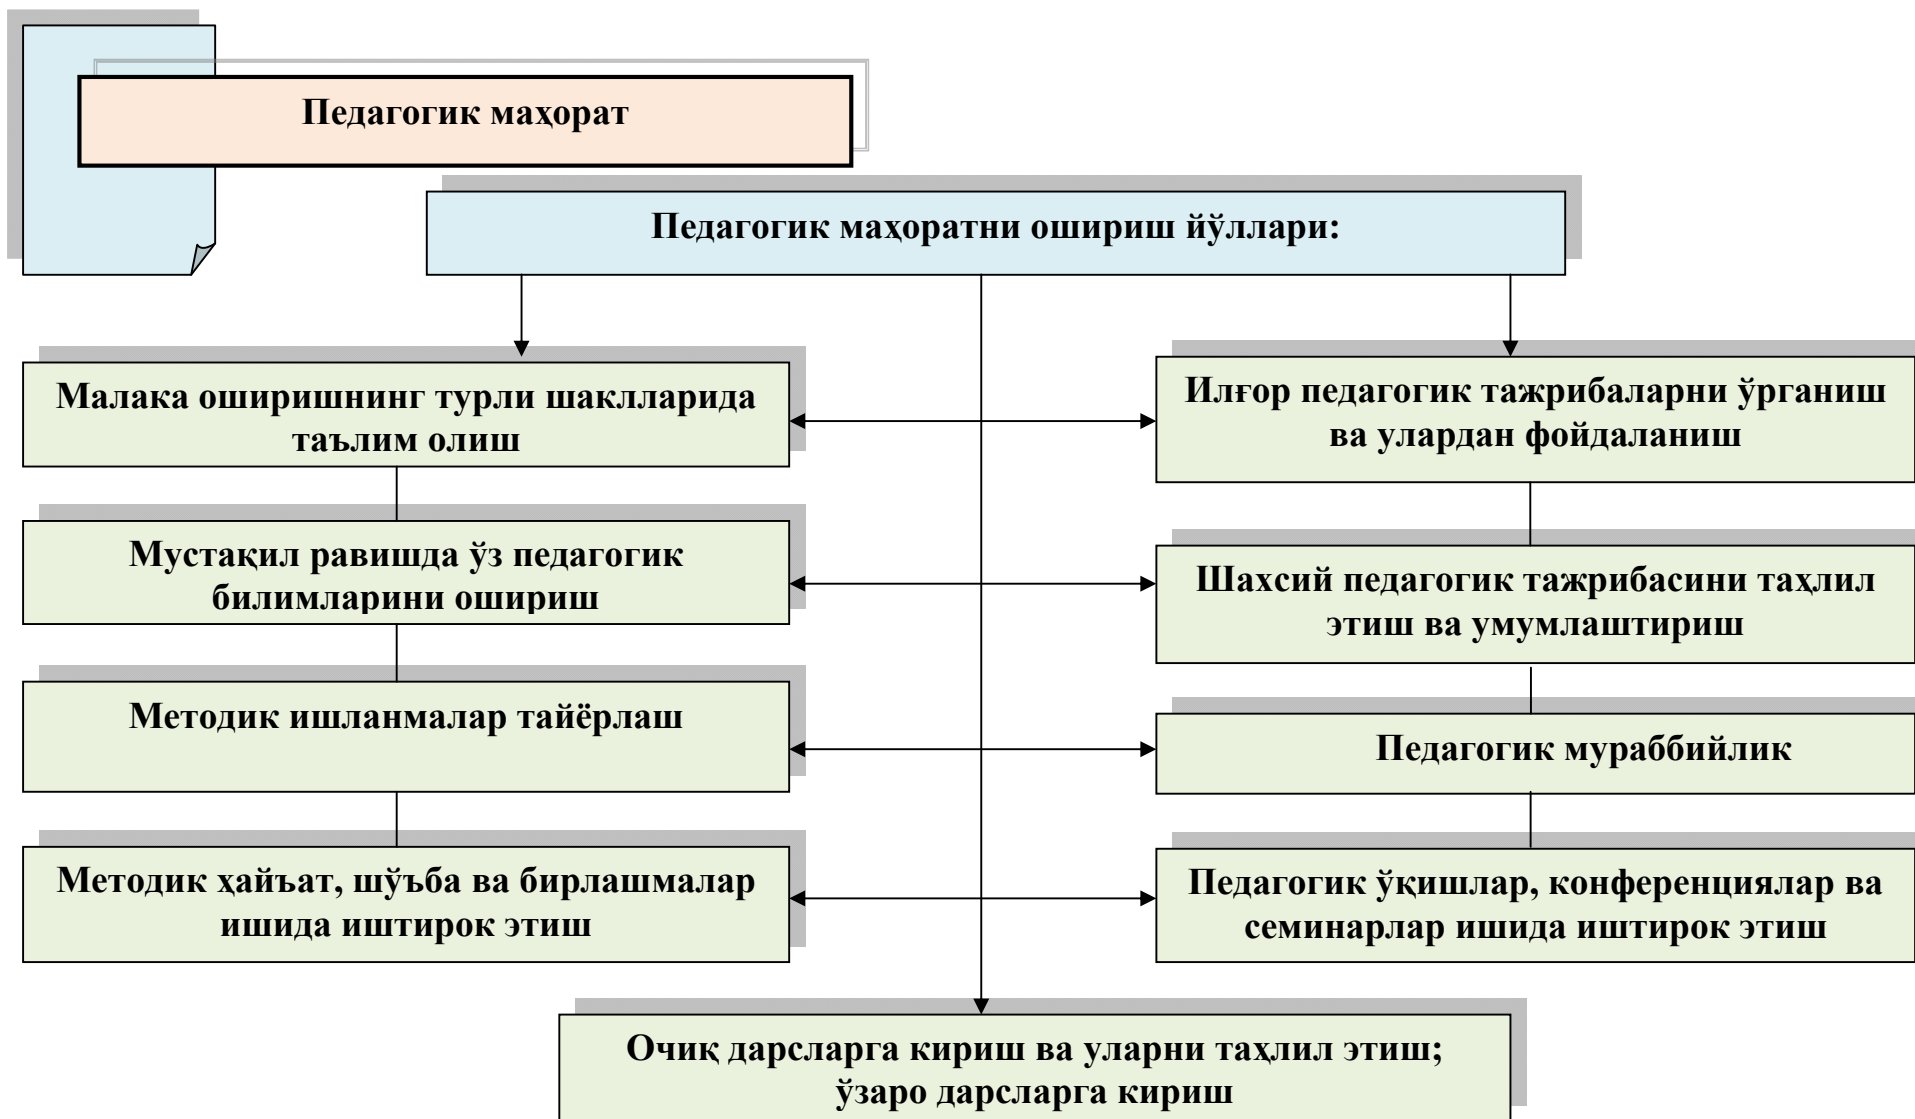 Педагогик маҳорат
Педагогик маҳоратни ошириш йўллари:
Малака оширишнинг турли шаклларида
таълим олиш
Илғор педагогик тажрибаларни ўрганиш
ва улардан фойдаланиш
Мустақил равишда ўз педагогик
билимларини ошириш
Шахсий педагогик тажрибасини таҳлил
этиш ва умумлаштириш
Методик ишланмалар тайёрлаш
Педагогик мураббийлик
Методик ҳайъат, шўъба ва бирлашмалар
ишида иштирок этиш
Педагогик ўқишлар, конференциялар ва
семинарлар ишида иштирок этиш
Очиқ дарсларга кириш ва уларни таҳлил этиш;
ўзаро дарсларга кириш